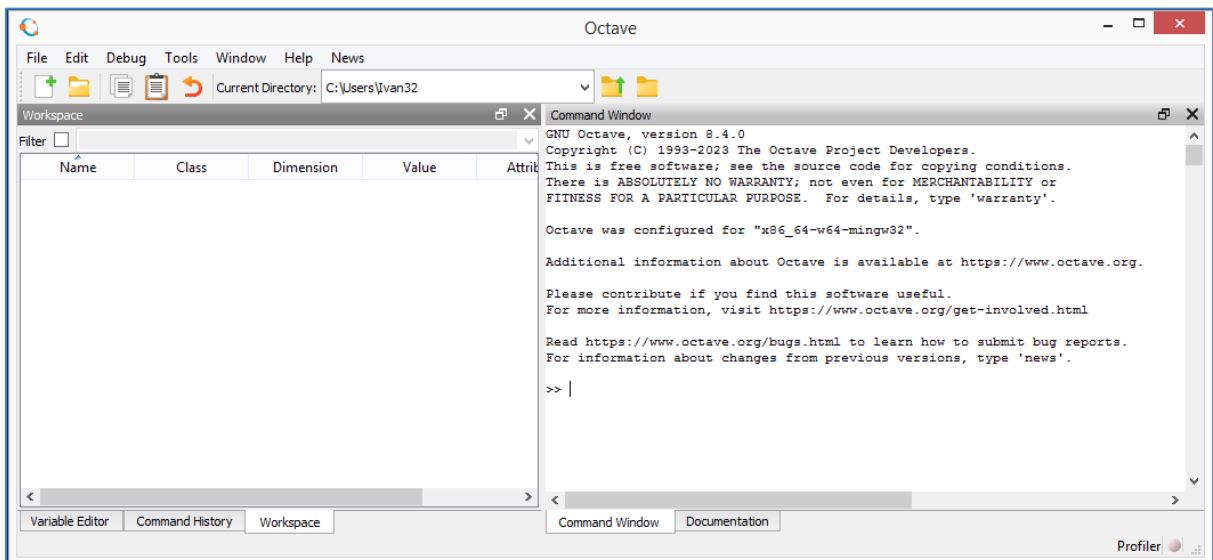 Octave
File Edit Debug Tools Window Help News
Current Directory: C:\Users\Ivan32
Workspace
Filter
Name Class Dimension Value Attrib
Variable Editor Command History Workspace
Command Window
GNU Octave, version 8.4.0
Copyright (C) 1993-2023 The Octave Project Developers.
This is free software; see the source code for copying conditions.
There is ABSOLUTELY NO WARRANTY; not even for MERCHANTABILITY or
FITNESS FOR A PARTICULAR PURPOSE.  For details, type 'warranty'.
Octave was configured for "x86_64-w64-mingw32".
Additional information about Octave is available at https://www.octave.org.
Please contribute if you find this software useful.
For more information, visit https://www.octave.org/get-involved.html
Read https://www.octave.org/bugs.html to learn how to submit bug reports.
For information about changes from previous versions, type 'news'.
>>
Command Window Documentation
Profiler